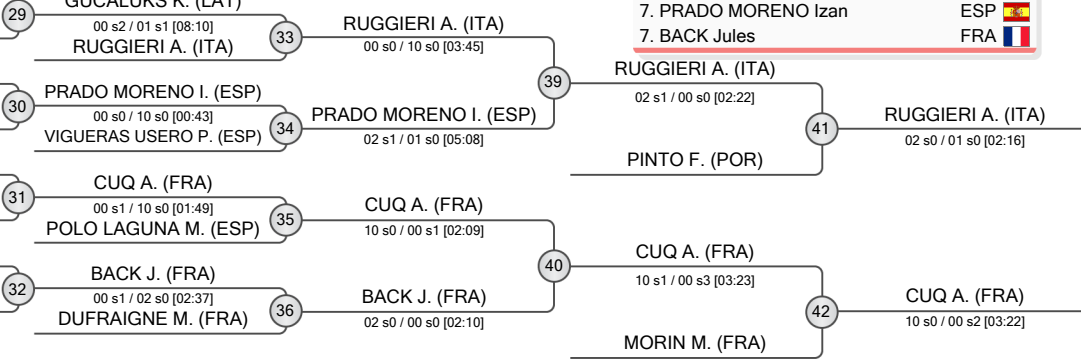 GUCALUKS K. (LAT)
29
00 s2 / 01 s1 [08:10]
RUGGIERI A. (ITA)
33
RUGGIERI A. (ITA)
00 s0 / 10 s0 [03:45]
7. PRADO MORENO Izan ESP
7. BACK Jules FRA
39
RUGGIERI A. (ITA)
02 s1 / 00 s0 [02:22]
30
PRADO MORENO I. (ESP)
00 s0 / 10 s0 [00:43]
VIGUERAS USERO P. (ESP)
34
PRADO MORENO I. (ESP)
02 s1 / 01 s0 [05:08]
41
RUGGIERI A. (ITA)
02 s0 / 01 s0 [02:16]
PINTO F. (POR)
31
CUQ A. (FRA)
00 s1 / 10 s0 [01:49]
POLO LAGUNA M. (ESP)
35
CUQ A. (FRA)
10 s0 / 00 s1 [02:09]
40
CUQ A. (FRA)
10 s1 / 00 s3 [03:23]
32
BACK J. (FRA)
00 s1 / 02 s0 [02:37]
DUFRAIGNE M. (FRA)
36
BACK J. (FRA)
02 s0 / 00 s0 [02:10]
42
CUQ A. (FRA)
10 s0 / 00 s2 [03:22]
MORIN M. (FRA)